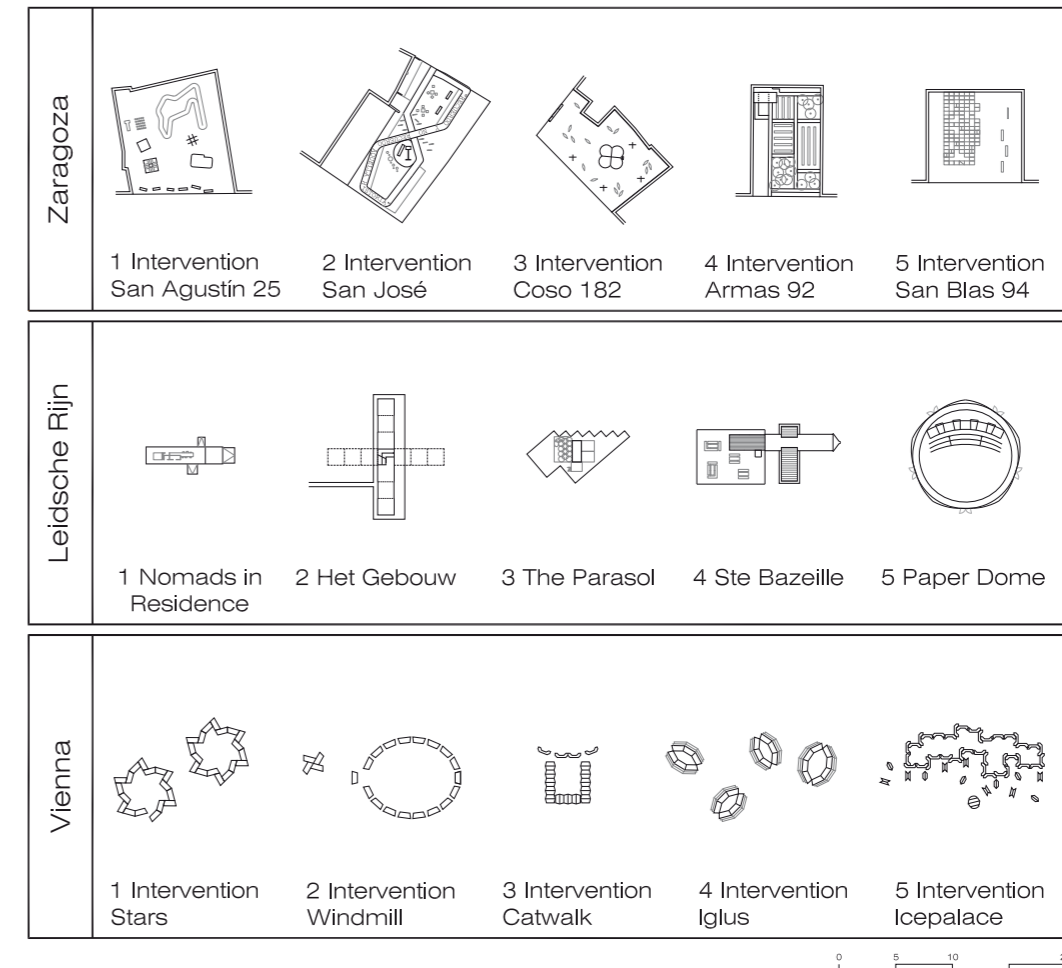 Zaragoza
1 Intervention
San Agustín 25
2 Intervention
San José
3 Intervention
Coso 182
4 Intervention
Armas 92
5 Intervention
San Blas 94
Leidsche Rijn
1 Nomads in
Residence
2 Het Gebouw
3 The Parasol
4 Ste Bazeille
5 Paper Dome
Vienna
1 Intervention
Stars
2 Intervention
Windmill
3 Intervention
Catwalk
4 Intervention
Iglus
5 Intervention
Icepalace
0 5 10